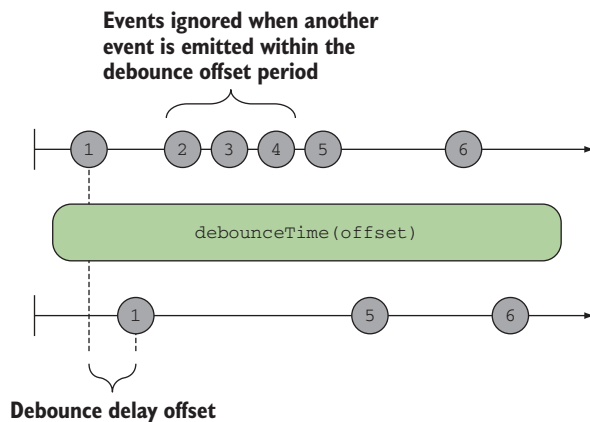 Events ignored when another
event is emitted within the
debounce offset period
1 2 3 4 5 6
debounceTime(offset)
1 5 6
Debounce delay offset